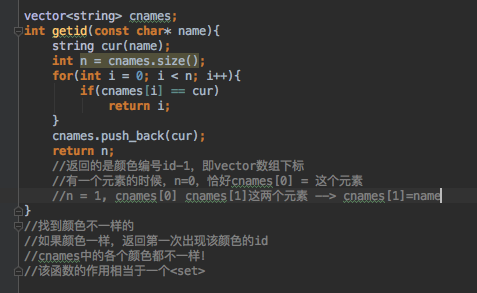 vector<string> cnames;
int getid(const char* name){
string cur(name);
int n = cnames.size();
for(int i = 0; i < n; i++){
if(cnames[i] == cur)
return i;
}
cnames.push_back(cur);
return n;
//返回的是颜色编号id-1，即vector数组下标
//有一个元素的时候，n=0，恰好cnames[0] = 这个元素
//n = 1, cnames[0] cnames[1]这两个元素 --> cnames[1]=name
}
//找到颜色不一样的
//如果颜色一样，返回第一次出现该颜色的id
//cnames中的各个颜色都不一样!
//该函数的作用相当于一个<set>